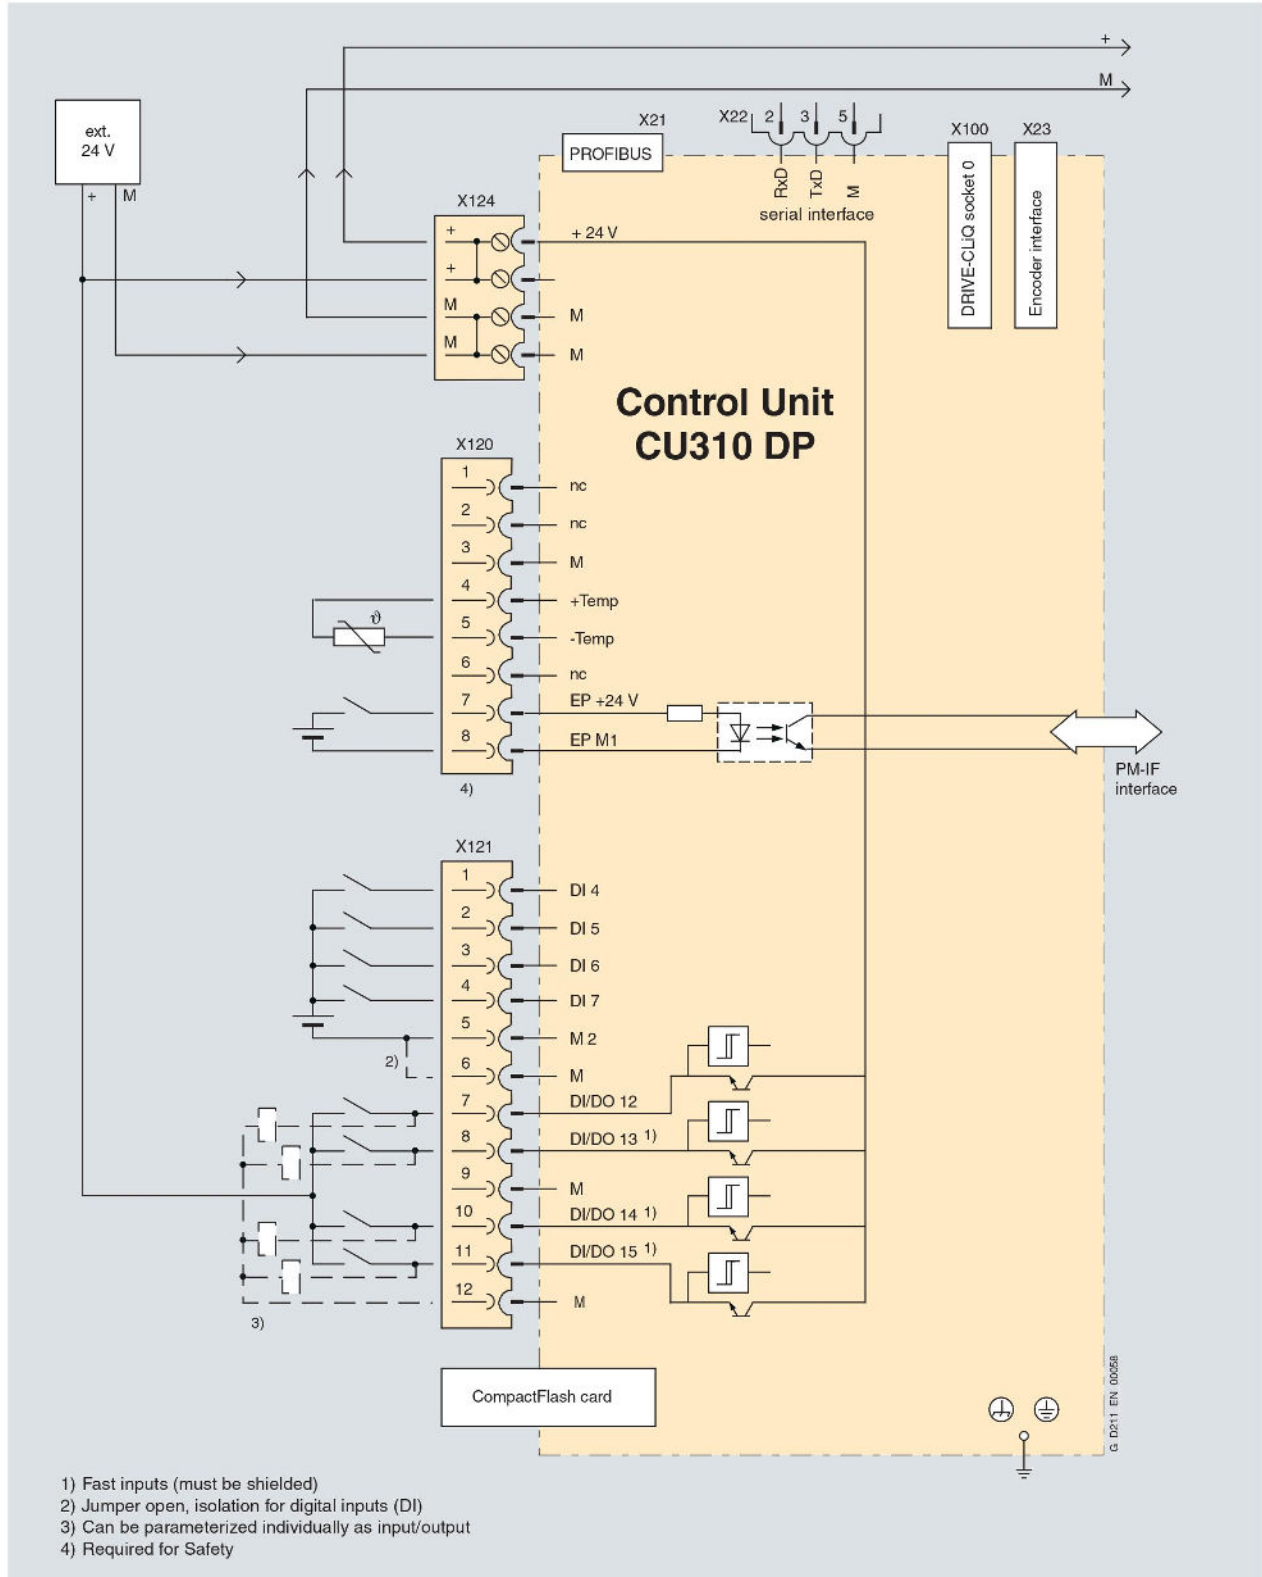 +
M
ext.
24 V
+
M
X21
PROFIBUS
X22
2
3
5
RxD
TxD
M
serial interface
X100
DRIVE-CLiQ socket 0
X23
Encoder interface
X124
+
+ 24 V
+
M
M
M
M
Control Unit
CU310 DP
X120
1
nc
2
nc
3
M
4
+Temp
ϑ
5
-Temp
6
nc
7
EP +24 V
8
EP M1
4)
PM-IF
interface
X121
1
DI 4
2
DI 5
3
DI 6
4
DI 7
5
M 2
2)
6
M
7
DI/DO 12
8
DI/DO 13 1)
9
M
10
DI/DO 14 1)
11
DI/DO 15 1)
12
M
3)
CompactFlash card
G_D211_EN_00058
1) Fast inputs (must be shielded)
2) Jumper open, isolation for digital inputs (DI)
3) Can be parameterized individually as input/output
4) Required for Safety